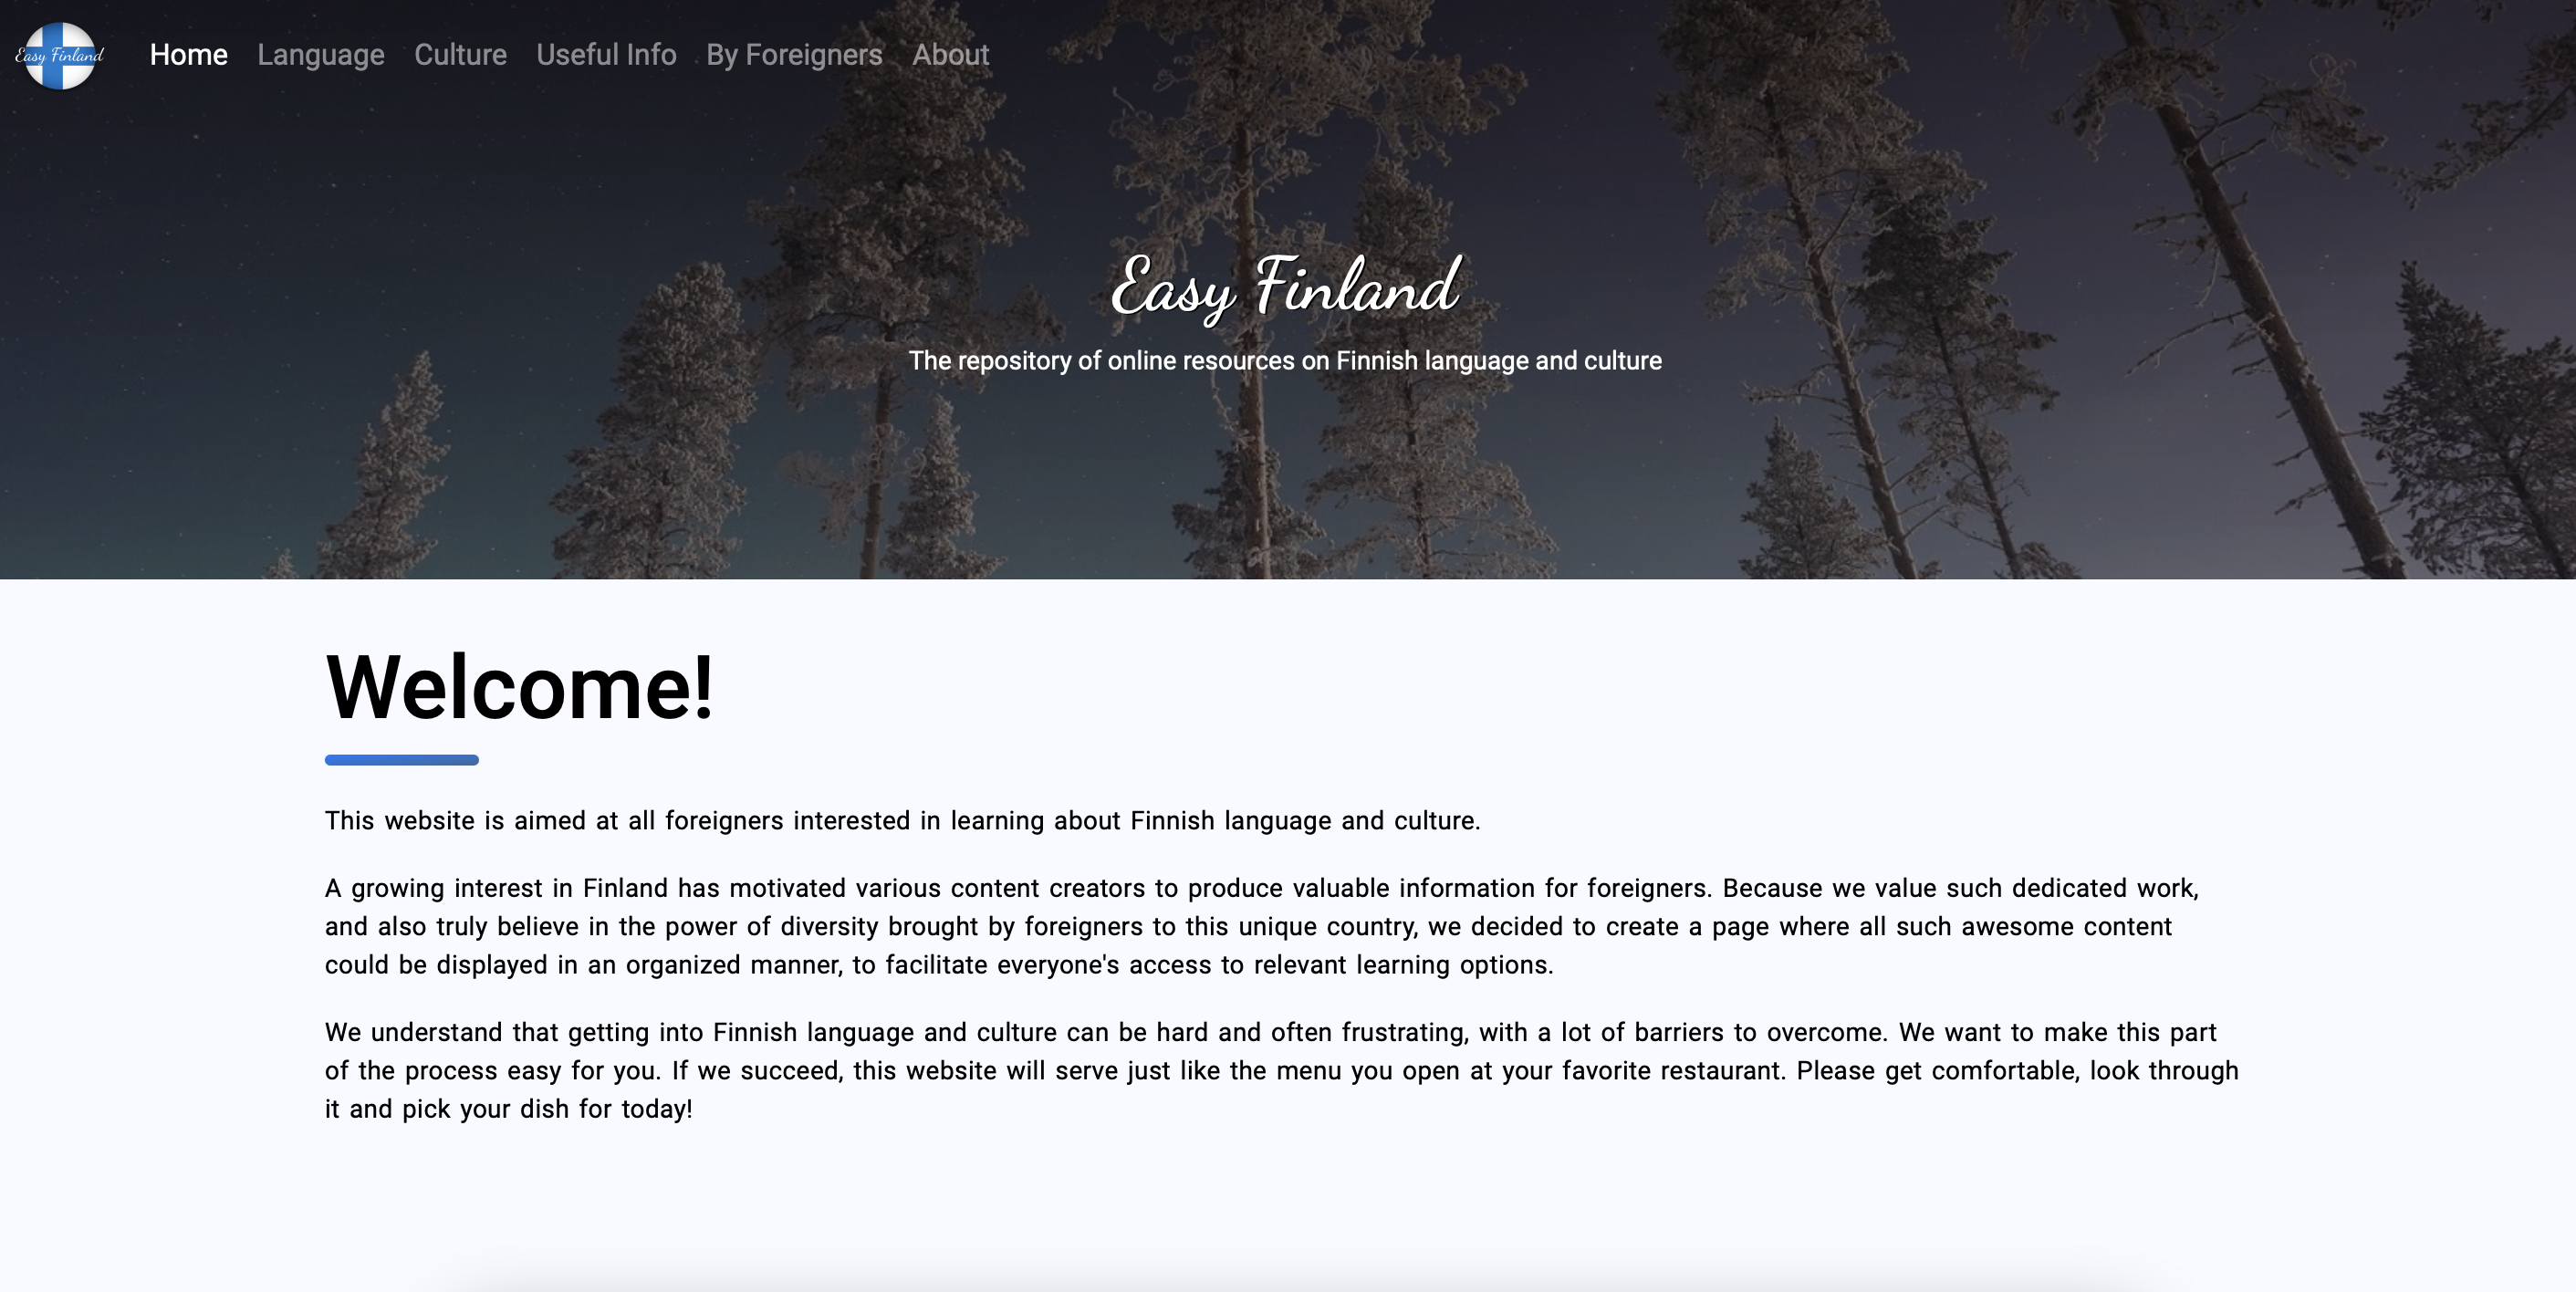 Easy Finland
Home
Language
Culture
Useful Info
By Foreigners
About
Easy Finland
The repository of online resources on Finnish language and culture
Welcome!
This website is aimed at all foreigners interested in learning about Finnish language and culture.
A growing interest in Finland has motivated various content creators to produce valuable information for foreigners. Because we value such dedicated work,
and also truly believe in the power of diversity brought by foreigners to this unique country, we decided to create a page where all such awesome content
could be displayed in an organized manner, to facilitate everyone's access to relevant learning options.
We understand that getting into Finnish language and culture can be hard and often frustrating, with a lot of barriers to overcome. We want to make this part
of the process easy for you. If we succeed, this website will serve just like the menu you open at your favorite restaurant. Please get comfortable, look through
it and pick your dish for today!